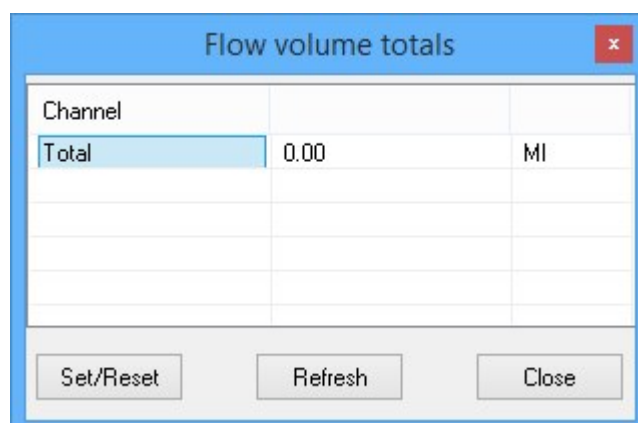 Flow volume totals
x
Channel
Total 0.00 Ml
Set/Reset Refresh Close